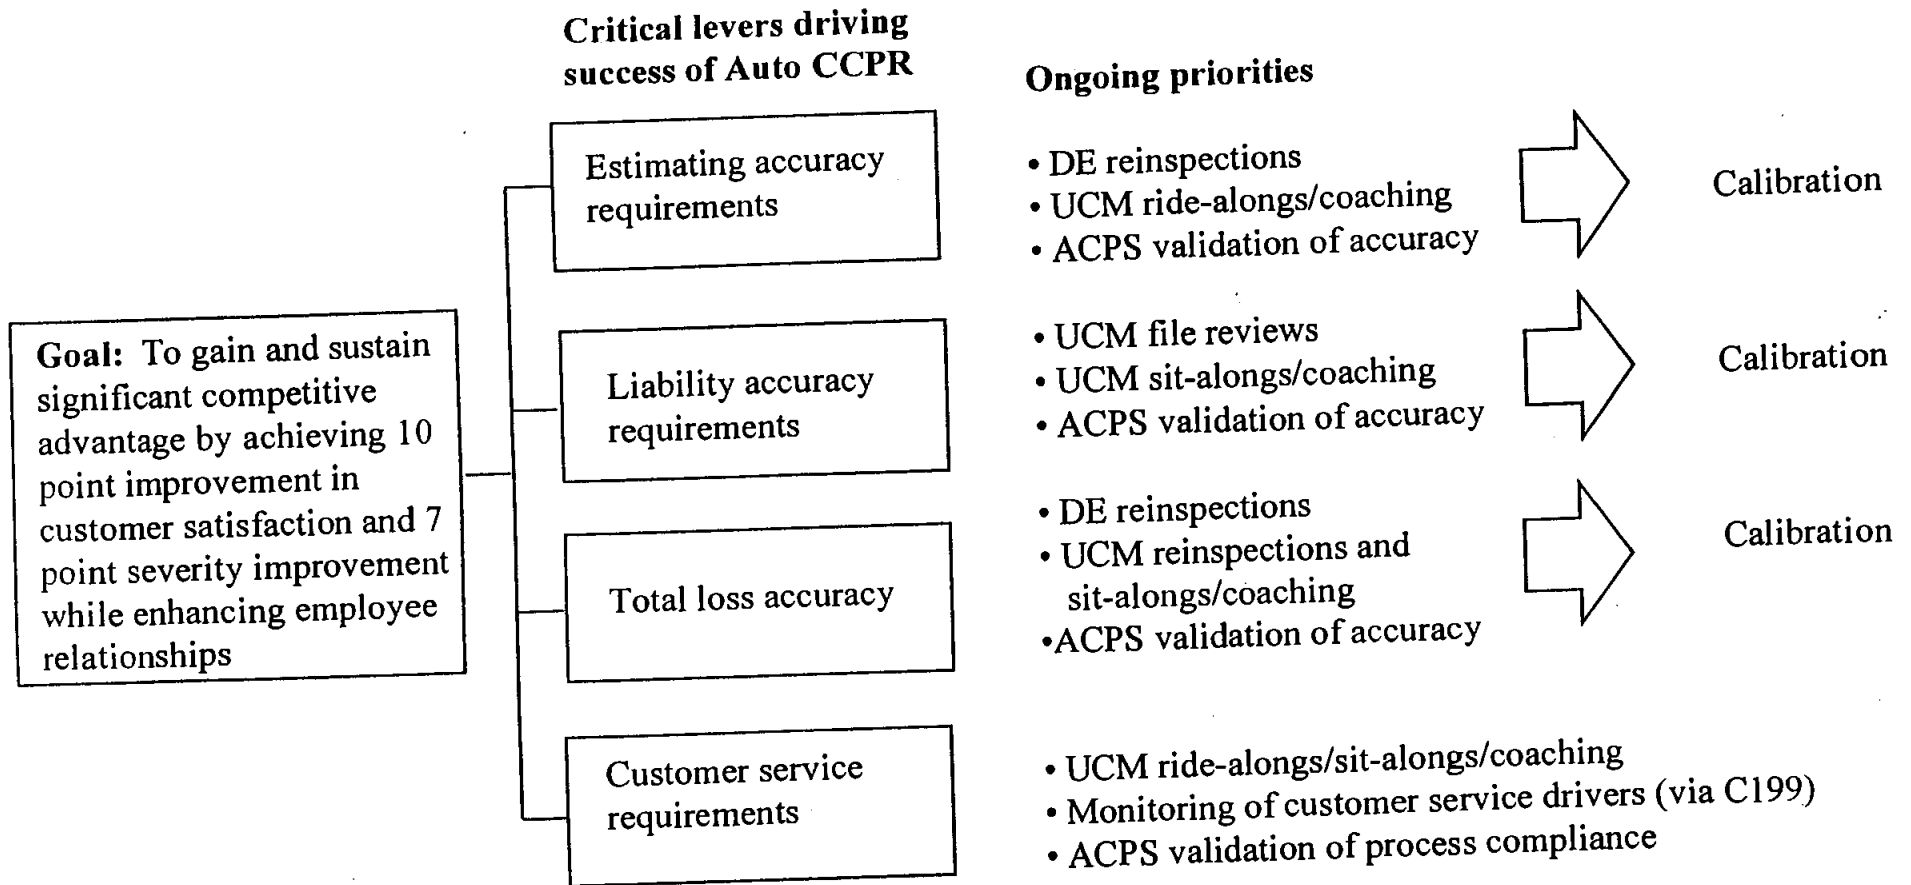 Critical levers driving
success of Auto CCPR
Ongoing priorities
Goal: To gain and sustain
significant competitive
advantage by achieving 10
point improvement in
customer satisfaction and 7
point severity improvement
while enhancing employee
relationships
Estimating accuracy
requirements
• DE reinspections
• UCM ride-alongs/coaching
• ACPS validation of accuracy
Calibration
Liability accuracy
requirements
• UCM file reviews
• UCM sit-alongs/coaching
• ACPS validation of accuracy
Calibration
Total loss accuracy
• DE reinspections
• UCM reinspections and
sit-alongs/coaching
•ACPS validation of accuracy
Calibration
Customer service
requirements
• UCM ride-alongs/sit-alongs/coaching
• Monitoring of customer service drivers (via C199)
• ACPS validation of process compliance